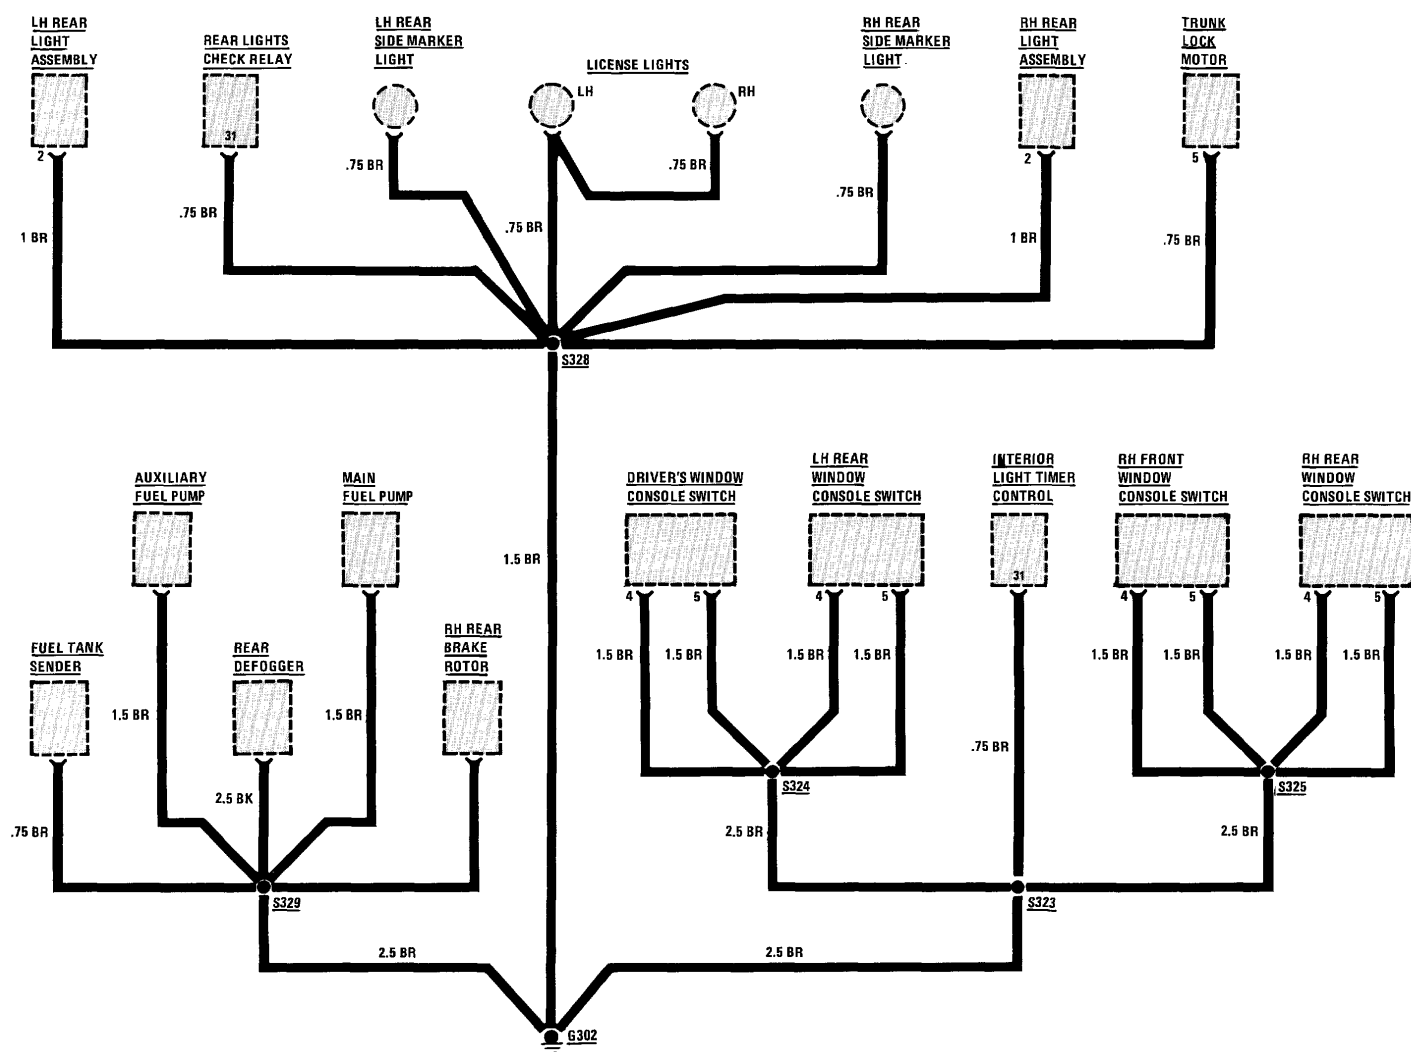 LH REAR
LIGHT
ASSEMBLY
2
1 BR
REAR LIGHTS
CHECK RELAY
31
.75 BR
LH REAR
SIDE MARKER
LIGHT
.75 BR
LICENSE LIGHTS
LH
RH
.75 BR
.75 BR
RH REAR
SIDE MARKER
LIGHT
.75 BR
RH REAR
LIGHT
ASSEMBLY
2
1 BR
TRUNK
LOCK
MOTOR
5
.75 BR
S328
1.5 BR
AUXILIARY
FUEL PUMP
1.5 BR
MAIN
FUEL PUMP
1.5 BR
FUEL TANK
SENDER
.75 BR
REAR
DEFOGGER
2.5 BK
RH REAR
BRAKE
ROTOR
S329
2.5 BR
DRIVER'S WINDOW
CONSOLE SWITCH
4
5
1.5 BR
1.5 BR
LH REAR
WINDOW
CONSOLE SWITCH
4
5
1.5 BR
1.5 BR
S324
2.5 BR
INTERIOR
LIGHT TIMER
CONTROL
31
.75 BR
RH FRONT
WINDOW
CONSOLE SWITCH
4
5
1.5 BR
1.5 BR
RH REAR
WINDOW
CONSOLE SWITCH
4
5
1.5 BR
1.5 BR
S325
2.5 BR
S323
2.5 BR
G302